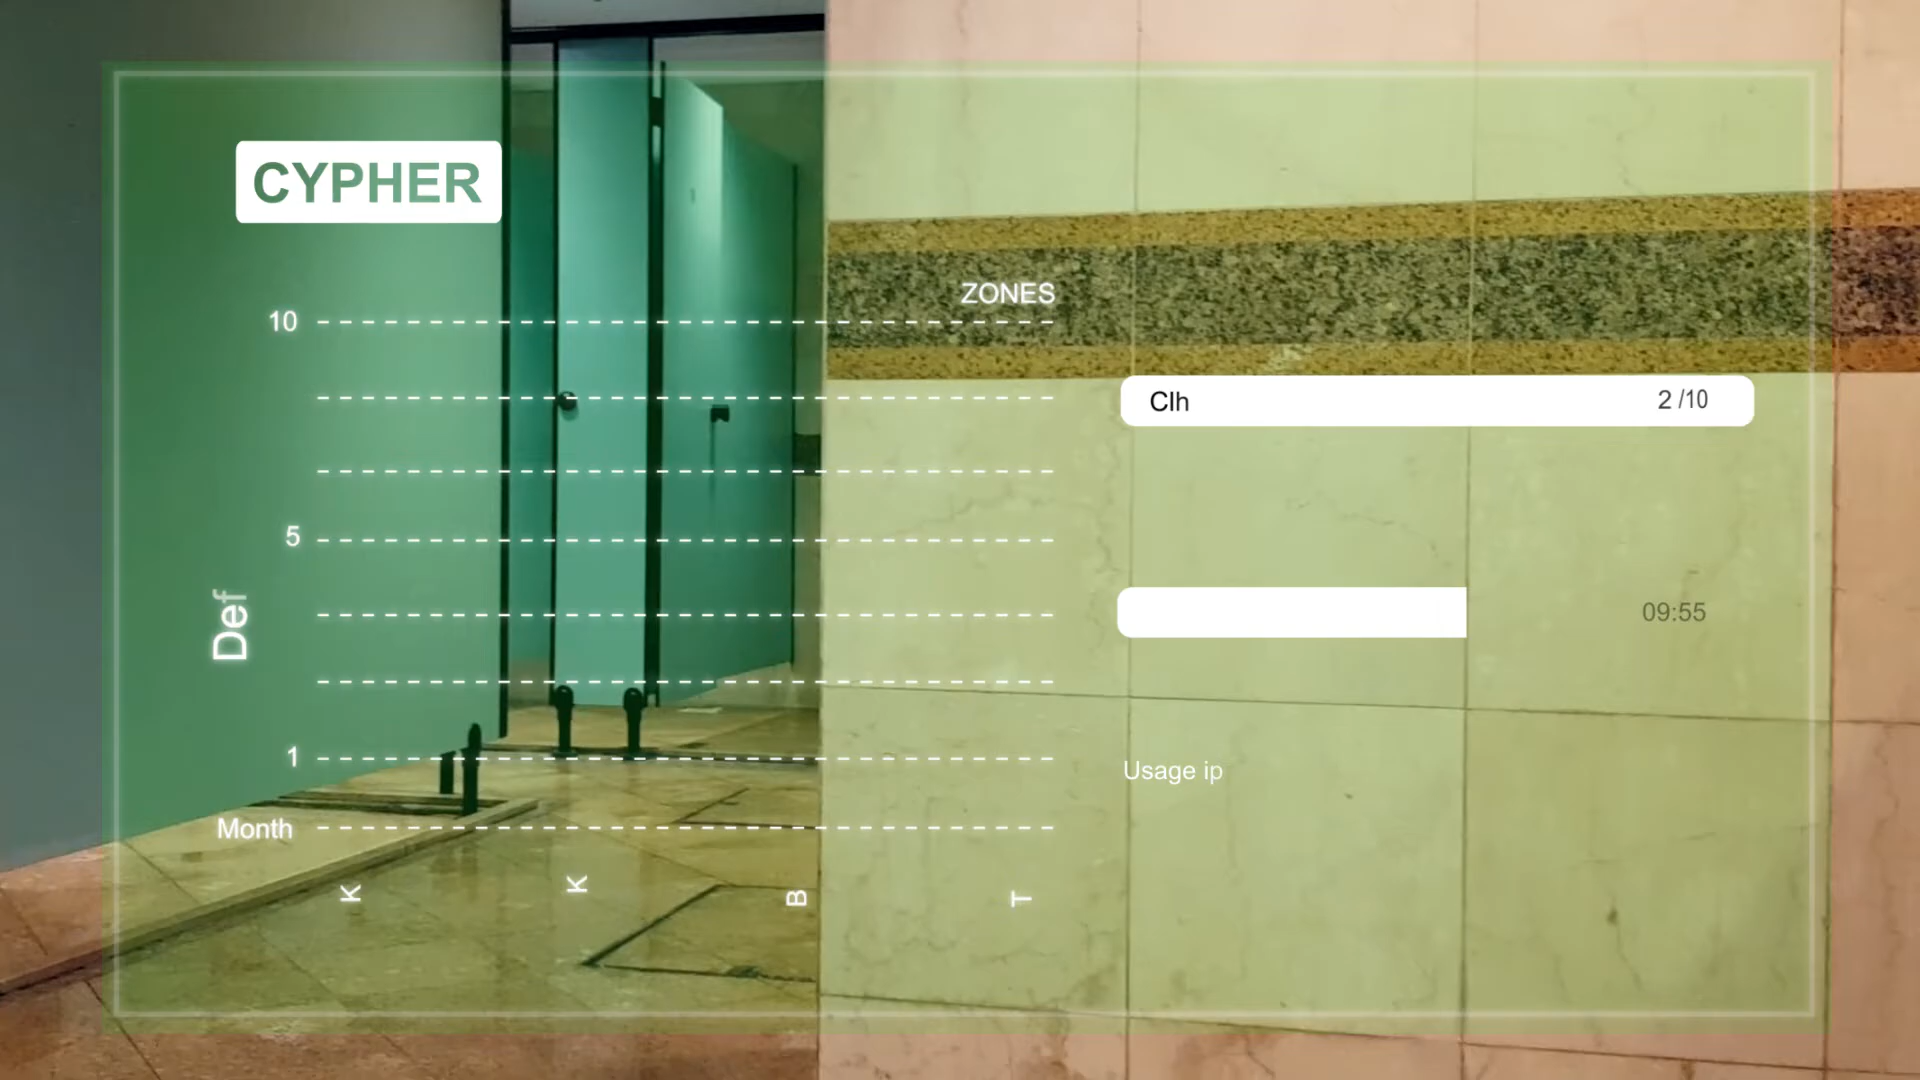 CYPHER
ZONES
10
5
Def
1
Month
K
K
B
T
Clh
2 /10
09:55
Usage ip